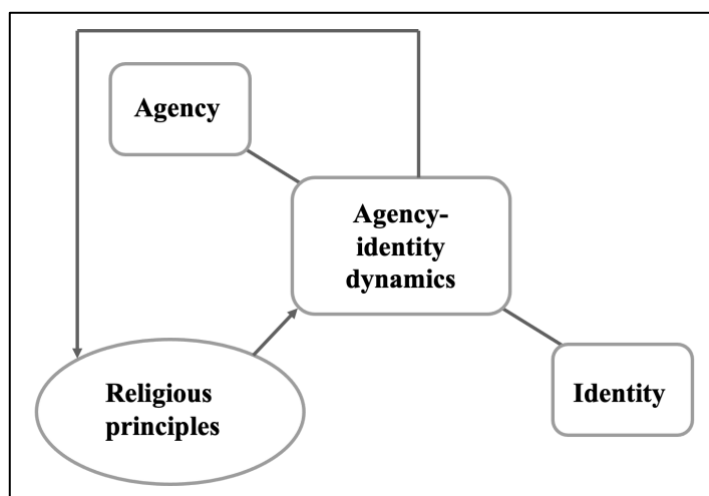 Agency
Agency-
identity
dynamics
Religious
principles
Identity